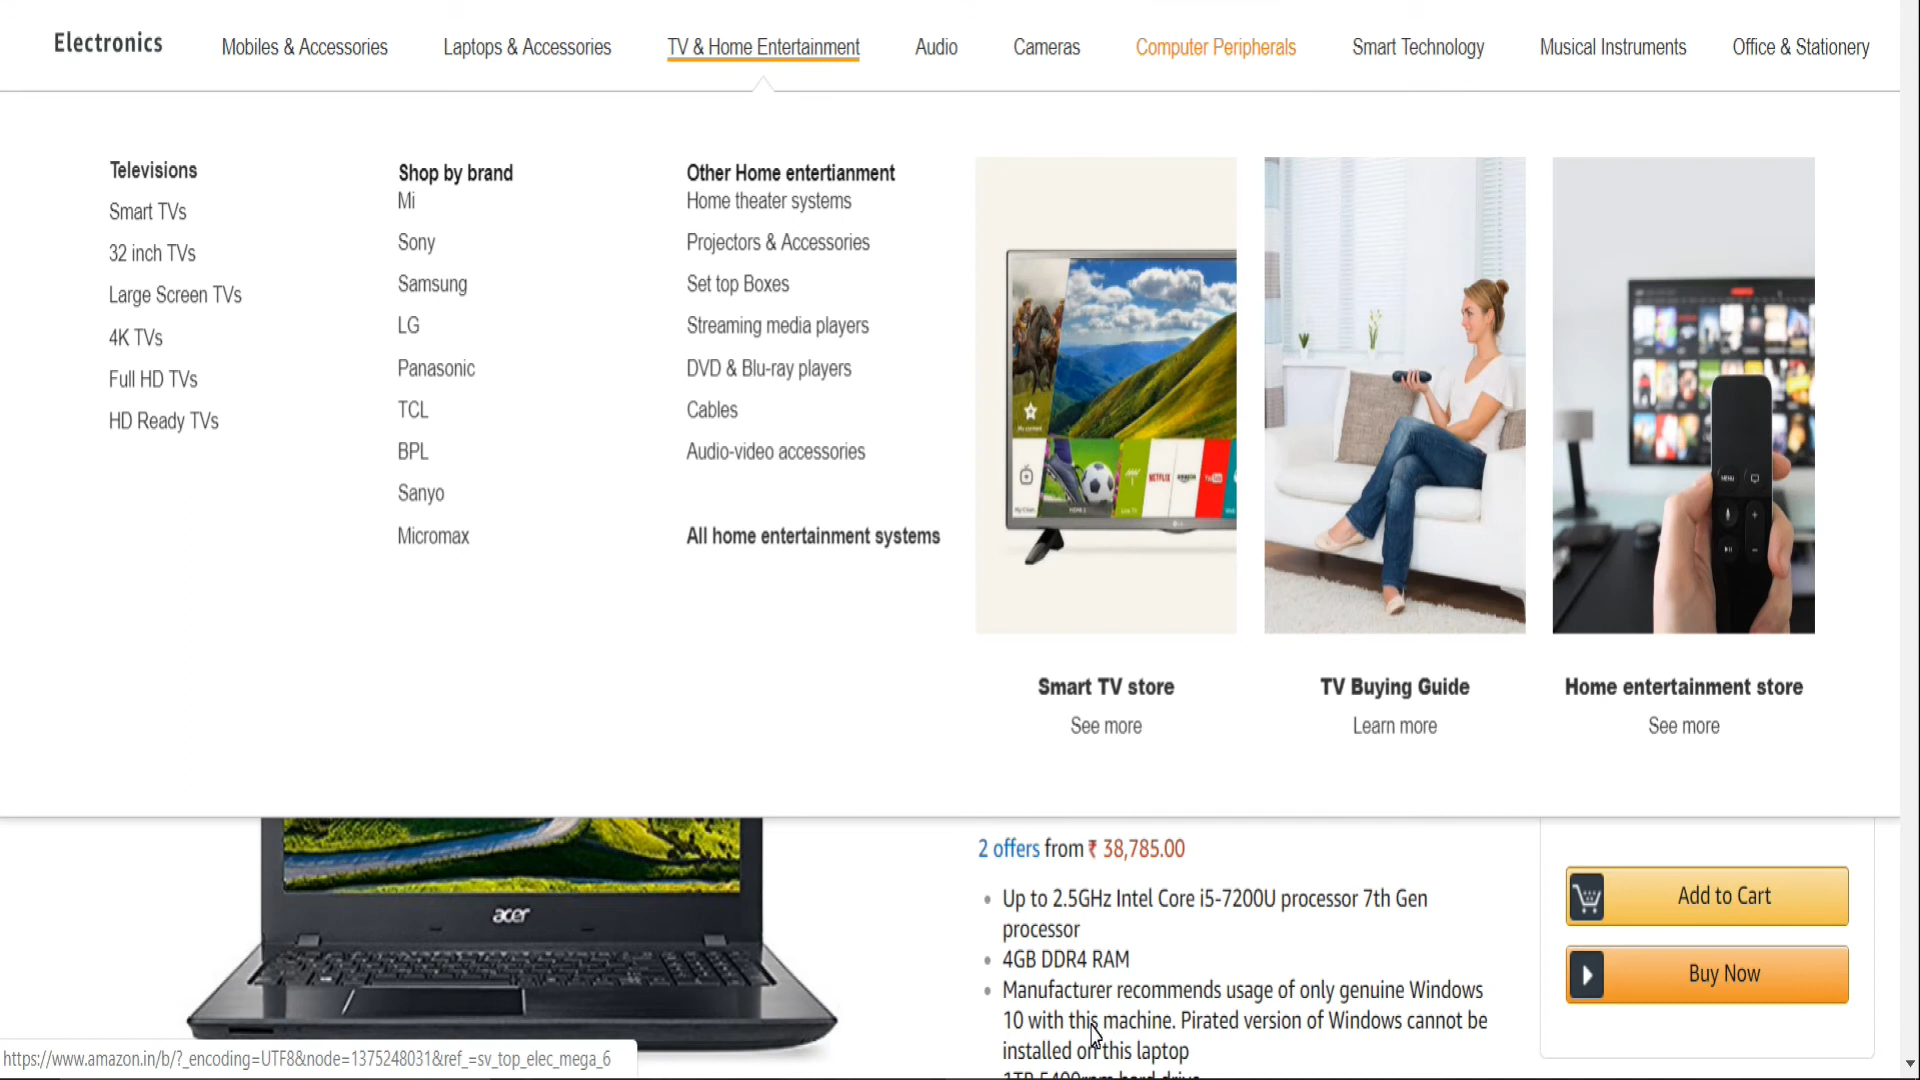 Electronics
Mobiles & Accessories
Laptops & Accessories
TV & Home Entertainment
Audio
Cameras
Computer Peripherals
Smart Technology
Musical Instruments
Office & Stationery
Televisions
Smart TVs
32 inch TVs
Large Screen TVs
4K TVs
Full HD TVs
HD Ready TVs
Shop by brand
Mi
Sony
Samsung
LG
Panasonic
TCL
BPL
Sanyo
Micromax
Other Home entertianment
Home theater systems
Projectors & Accessories
Set top Boxes
Streaming media players
DVD & Blu-ray players
Cables
Audio-video accessories
All home entertainment systems
NETFLIX
amazon
YouTube
LG
MENU
Smart TV store
See more
TV Buying Guide
Learn more
Home entertainment store
See more
acer
2 offers from ₹ 38,785.00
Up to 2.5GHz Intel Core i5-7200U processor 7th Gen
processor
4GB DDR4 RAM
Manufacturer recommends usage of only genuine Windows
10 with this machine. Pirated version of Windows cannot be
installed on this laptop
1TB 5400rpm hard drive
Add to Cart
Buy Now
https://www.amazon.in/b/?_encoding=UTF8&node=1375248031&ref_=sv_top_elec_mega_6